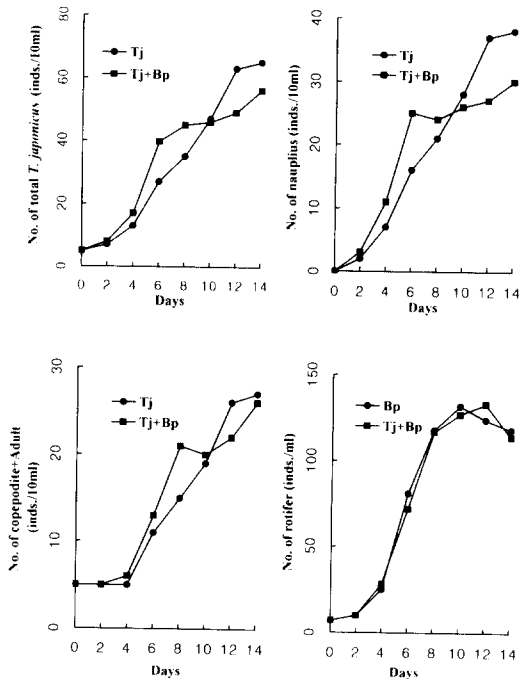 No. of total T. japonicus (inds./10ml)
80
60
40
20
0
Tj
Tj+Bp
0 2 4 6 8 10 12 14
Days
No. of nauplius (inds./10ml)
40
30
20
10
0
Tj
Tj+Bp
0 2 4 6 8 10 12 14
Days
No. of copepodite+Adult
(inds./10ml)
30
20
10
0
Tj
Tj+Bp
0 2 4 6 8 10 12 14
Days
No. of rotifer (inds./ml)
150
100
50
0
Bp
Tj+Bp
0 2 4 6 8 10 12 14
Days